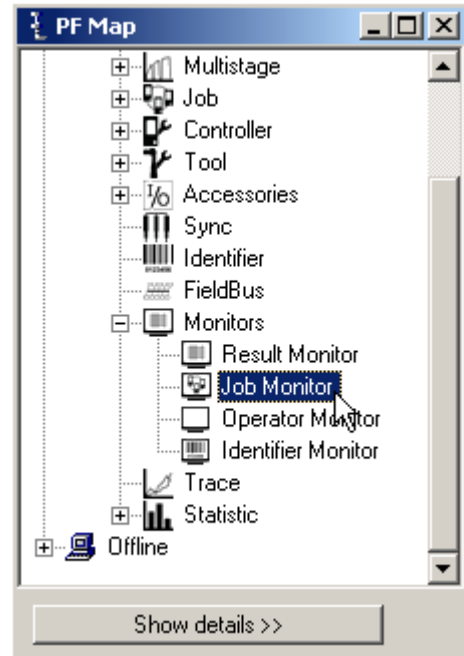 PF Map
Multistage
Job
Controller
Tool
I/o Accessories
Sync
Identifier
FieldBus
Monitors
Result Monitor
Job Monitor
Operator Monitor
Identifier Monitor
Trace
Statistic
Offline
Show details >>